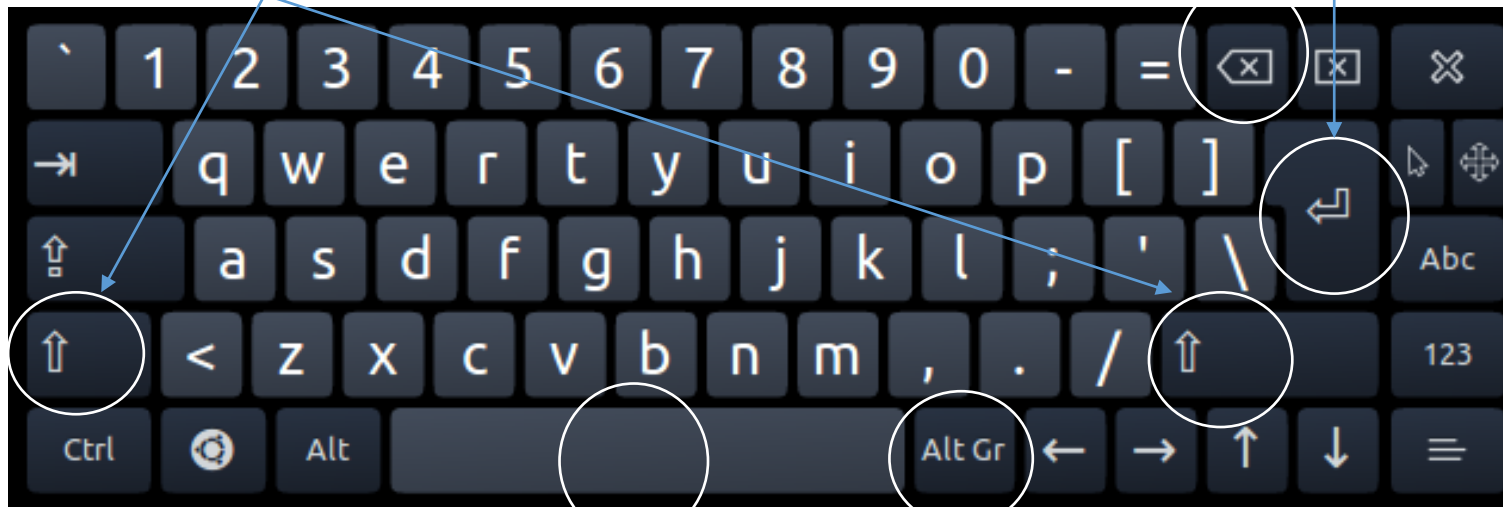 ` 1 2 3 4 5 6 7 8 9 0 - =
q w e r t y u i o p [ ]
a s d f g h j k l ; ' \ Abc
< z x c v b n m , . / 123
Ctrl Alt Alt Gr ← → ↑ ↓